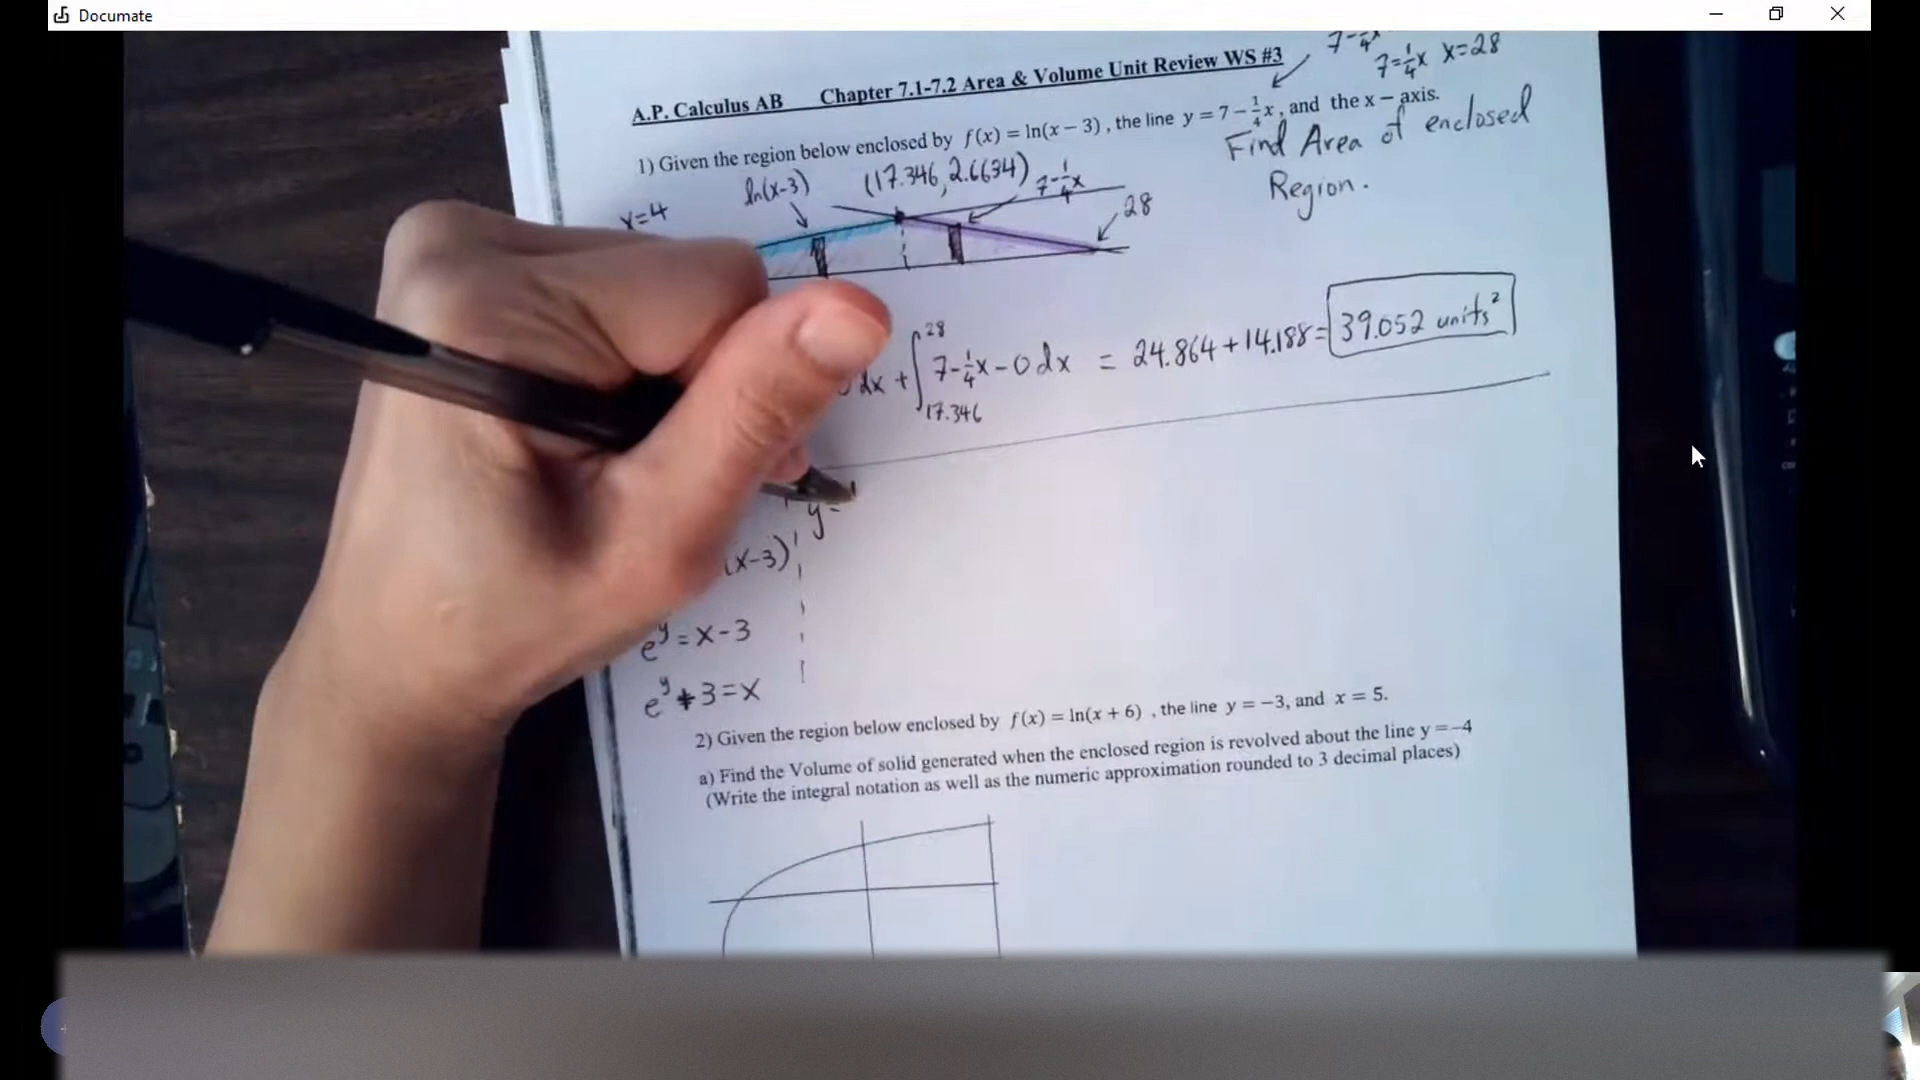 Documate
7-¼x
7=¼x x=28
A.P. Calculus AB Chapter 7.1-7.2 Area & Volume Unit Review WS #3
1) Given the region below enclosed by f(x) = ln(x − 3) , the line y = 7 − ¼x , and the x – axis.
Find Area of enclosed
Region.
ln(x-3) (17.346, 2.6634) 7-¼x
x=4
28
dx + ∫ 28 17.346 7-¼x-0 dx = 24.864+14.188= 39.052 units²
y=
(x-3)
e^y = x-3
e^y + 3 = x
2) Given the region below enclosed by f(x) = ln(x + 6) , the line y = −3, and x = 5.
a) Find the Volume of solid generated when the enclosed region is revolved about the line y = −4
(Write the integral notation as well as the numeric approximation rounded to 3 decimal places)